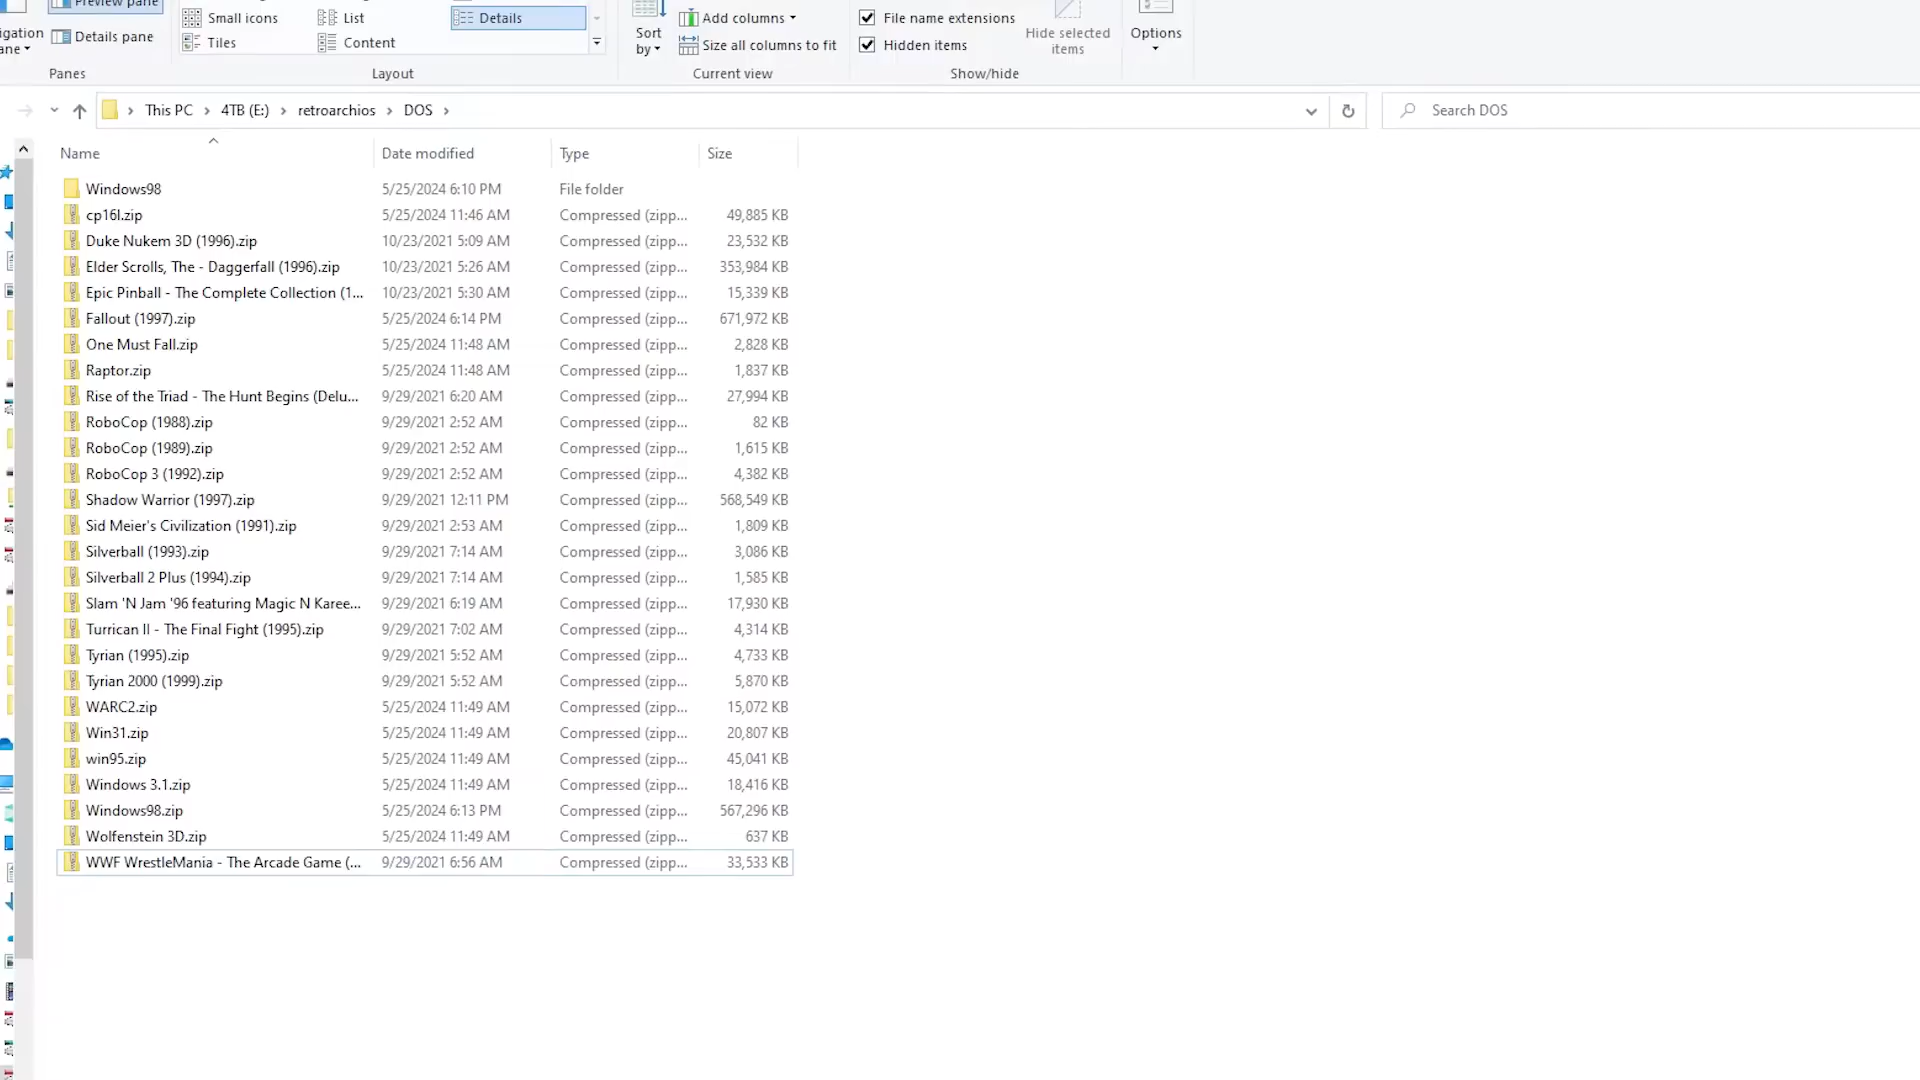 Preview pane
Small icons
List
Details
Sort
by
Add columns
File name extensions
Hide selected
items
Options
Details pane
Tiles
Content
Size all columns to fit
Hidden items
Panes
Layout
Current view
Show/hide
This PC > 4TB (E:) > retroarchios > DOS >
Search DOS
Name Date modified Type Size
Windows98 5/25/2024 6:10 PM File folder
cp16l.zip 5/25/2024 11:46 AM Compressed (zipp... 49,885 KB
Duke Nukem 3D (1996).zip 10/23/2021 5:09 AM Compressed (zipp... 23,532 KB
Elder Scrolls, The - Daggerfall (1996).zip 10/23/2021 5:26 AM Compressed (zipp... 353,984 KB
Epic Pinball - The Complete Collection (1... 10/23/2021 5:30 AM Compressed (zipp... 15,339 KB
Fallout (1997).zip 5/25/2024 6:14 PM Compressed (zipp... 671,972 KB
One Must Fall.zip 5/25/2024 11:48 AM Compressed (zipp... 2,828 KB
Raptor.zip 5/25/2024 11:48 AM Compressed (zipp... 1,837 KB
Rise of the Triad - The Hunt Begins (Delu... 9/29/2021 6:20 AM Compressed (zipp... 27,994 KB
RoboCop (1988).zip 9/29/2021 2:52 AM Compressed (zipp... 82 KB
RoboCop (1989).zip 9/29/2021 2:52 AM Compressed (zipp... 1,615 KB
RoboCop 3 (1992).zip 9/29/2021 2:52 AM Compressed (zipp... 4,382 KB
Shadow Warrior (1997).zip 9/29/2021 12:11 PM Compressed (zipp... 568,549 KB
Sid Meier's Civilization (1991).zip 9/29/2021 2:53 AM Compressed (zipp... 1,809 KB
Silverball (1993).zip 9/29/2021 7:14 AM Compressed (zipp... 3,086 KB
Silverball 2 Plus (1994).zip 9/29/2021 7:14 AM Compressed (zipp... 1,585 KB
Slam 'N Jam '96 featuring Magic N Karee... 9/29/2021 6:19 AM Compressed (zipp... 17,930 KB
Turrican II - The Final Fight (1995).zip 9/29/2021 7:02 AM Compressed (zipp... 4,314 KB
Tyrian (1995).zip 9/29/2021 5:52 AM Compressed (zipp... 4,733 KB
Tyrian 2000 (1999).zip 9/29/2021 5:52 AM Compressed (zipp... 5,870 KB
WARC2.zip 5/25/2024 11:49 AM Compressed (zipp... 15,072 KB
Win31.zip 5/25/2024 11:49 AM Compressed (zipp... 20,807 KB
win95.zip 5/25/2024 11:49 AM Compressed (zipp... 45,041 KB
Windows 3.1.zip 5/25/2024 11:49 AM Compressed (zipp... 18,416 KB
Windows98.zip 5/25/2024 6:13 PM Compressed (zipp... 567,296 KB
Wolfenstein 3D.zip 5/25/2024 11:49 AM Compressed (zipp... 637 KB
WWF WrestleMania - The Arcade Game (... 9/29/2021 6:56 AM Compressed (zipp... 33,533 KB